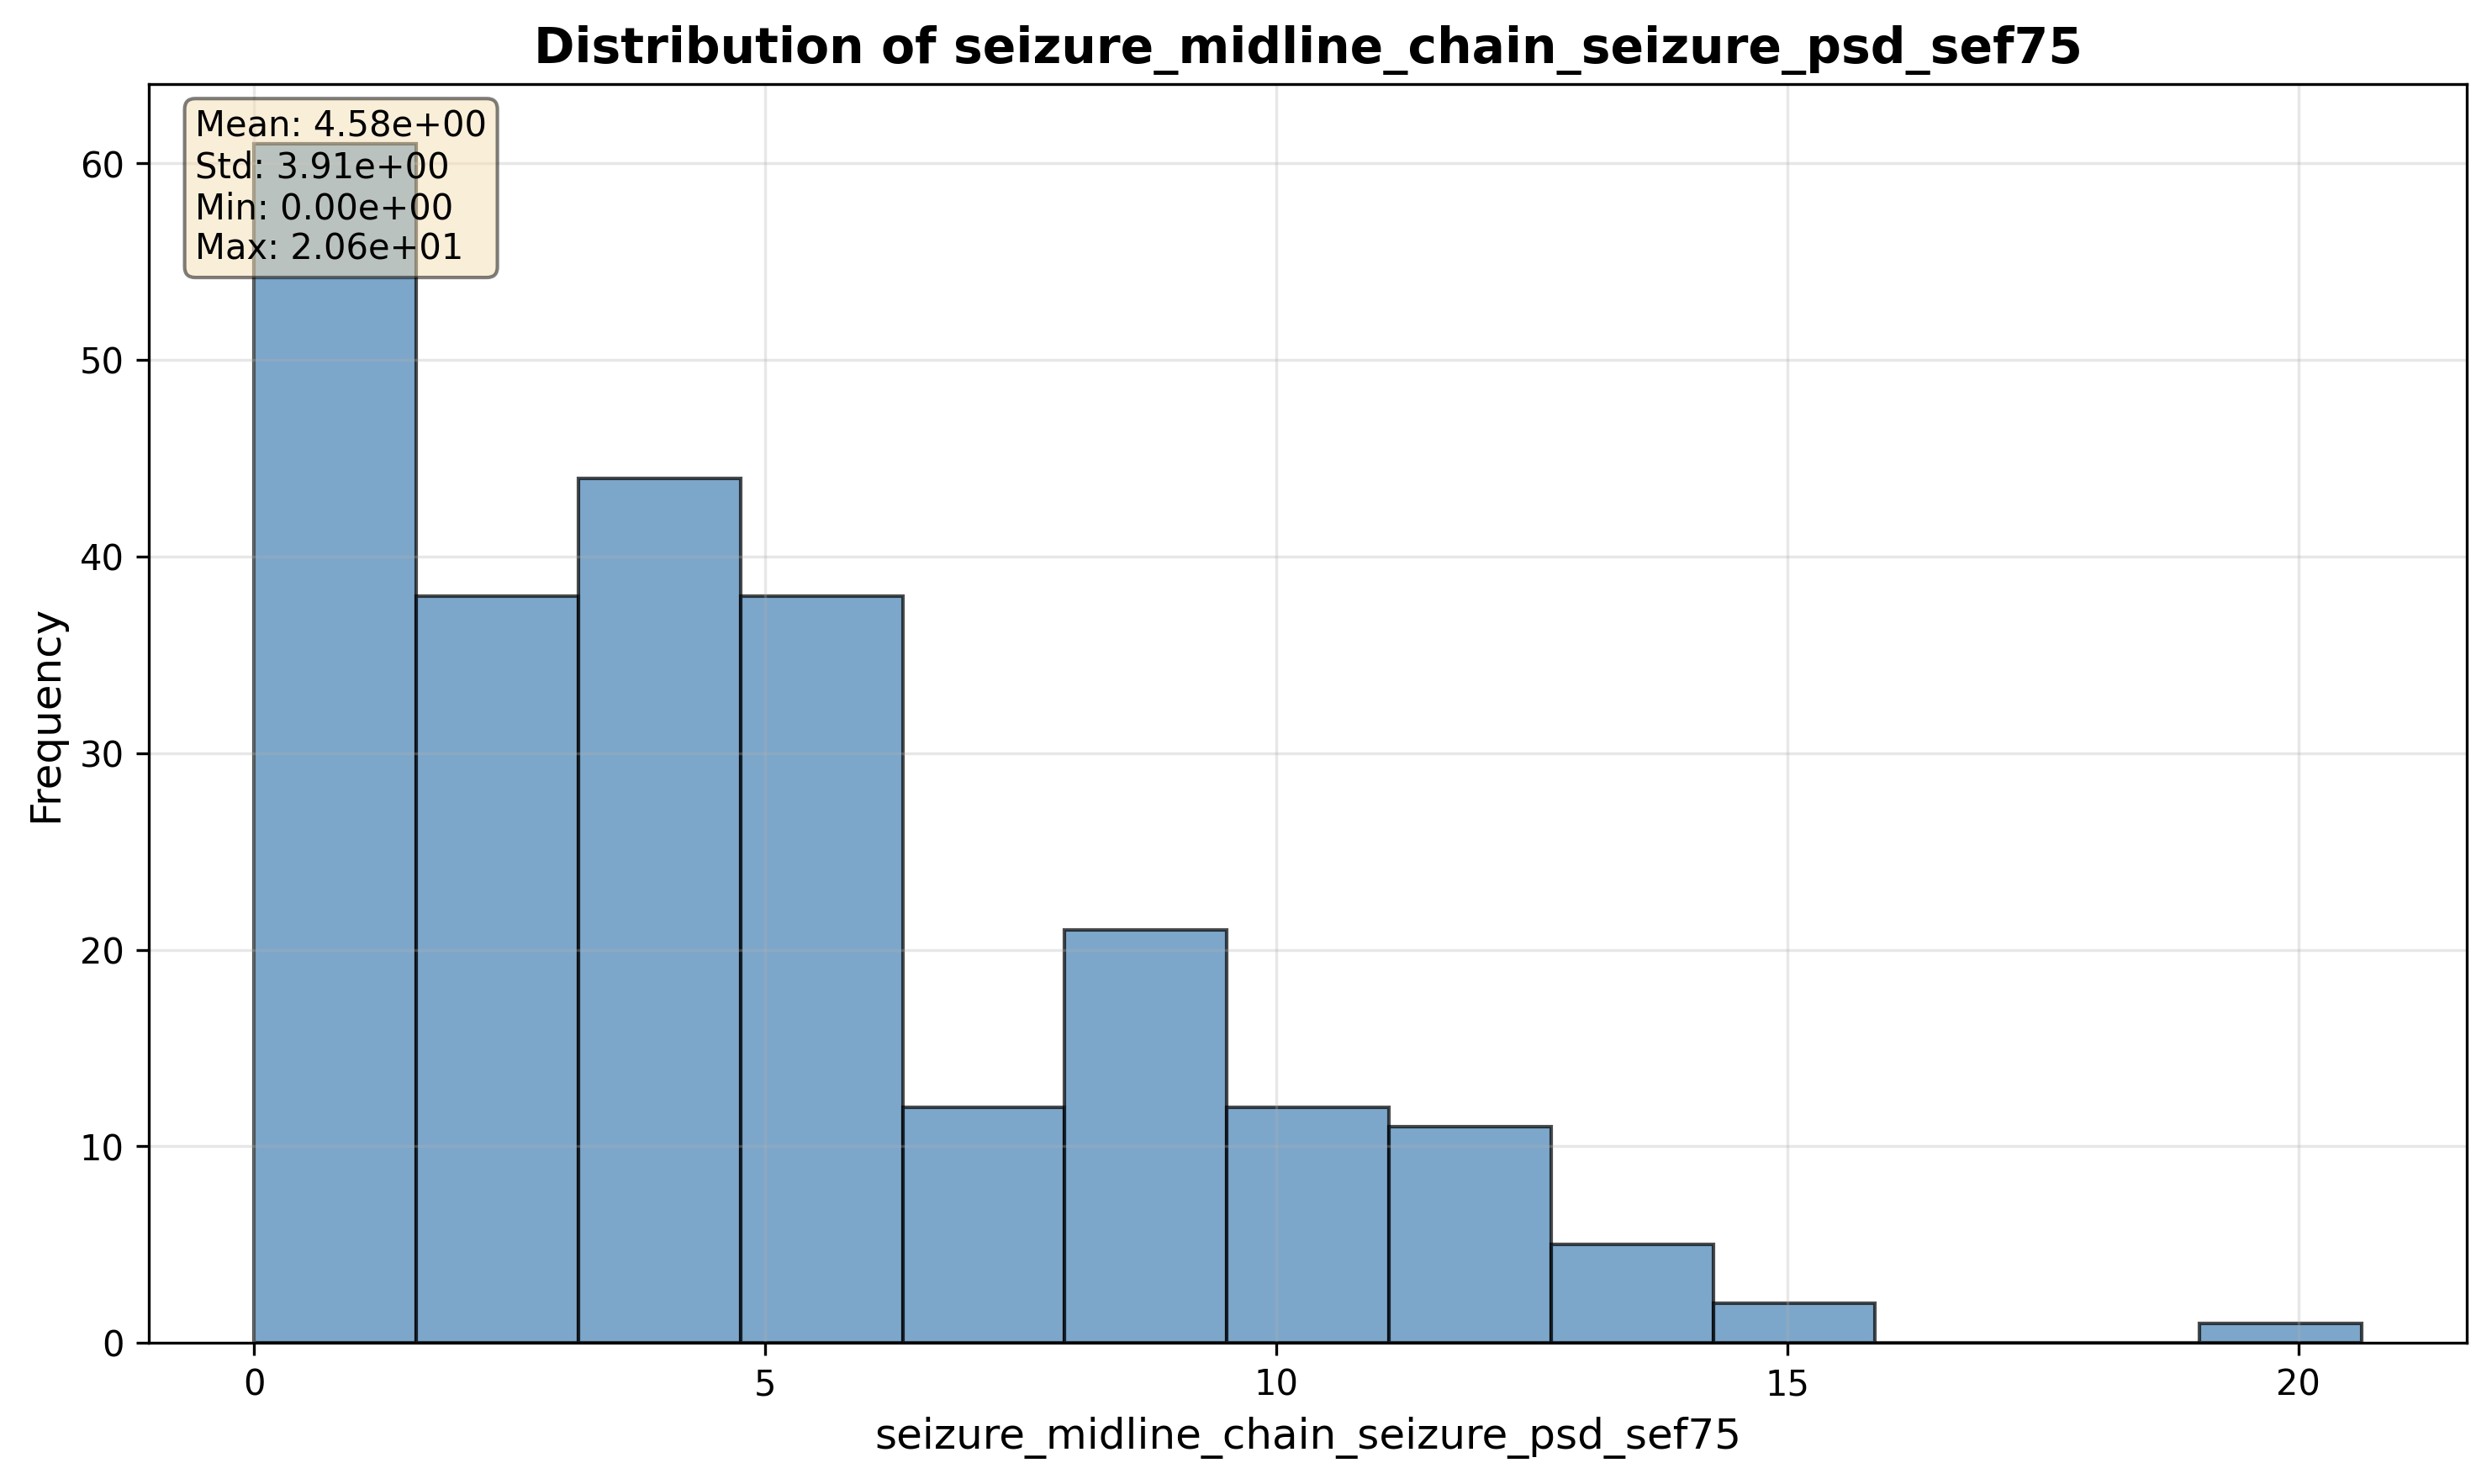 Distribution of seizure_midline_chain_seizure_psd_sef75
Mean: 4.58e+00
Std: 3.91e+00
Min: 0.00e+00
Max: 2.06e+01
60
50
40
30
20
10
0
Frequency
0 5 10 15 20
seizure_midline_chain_seizure_psd_sef75